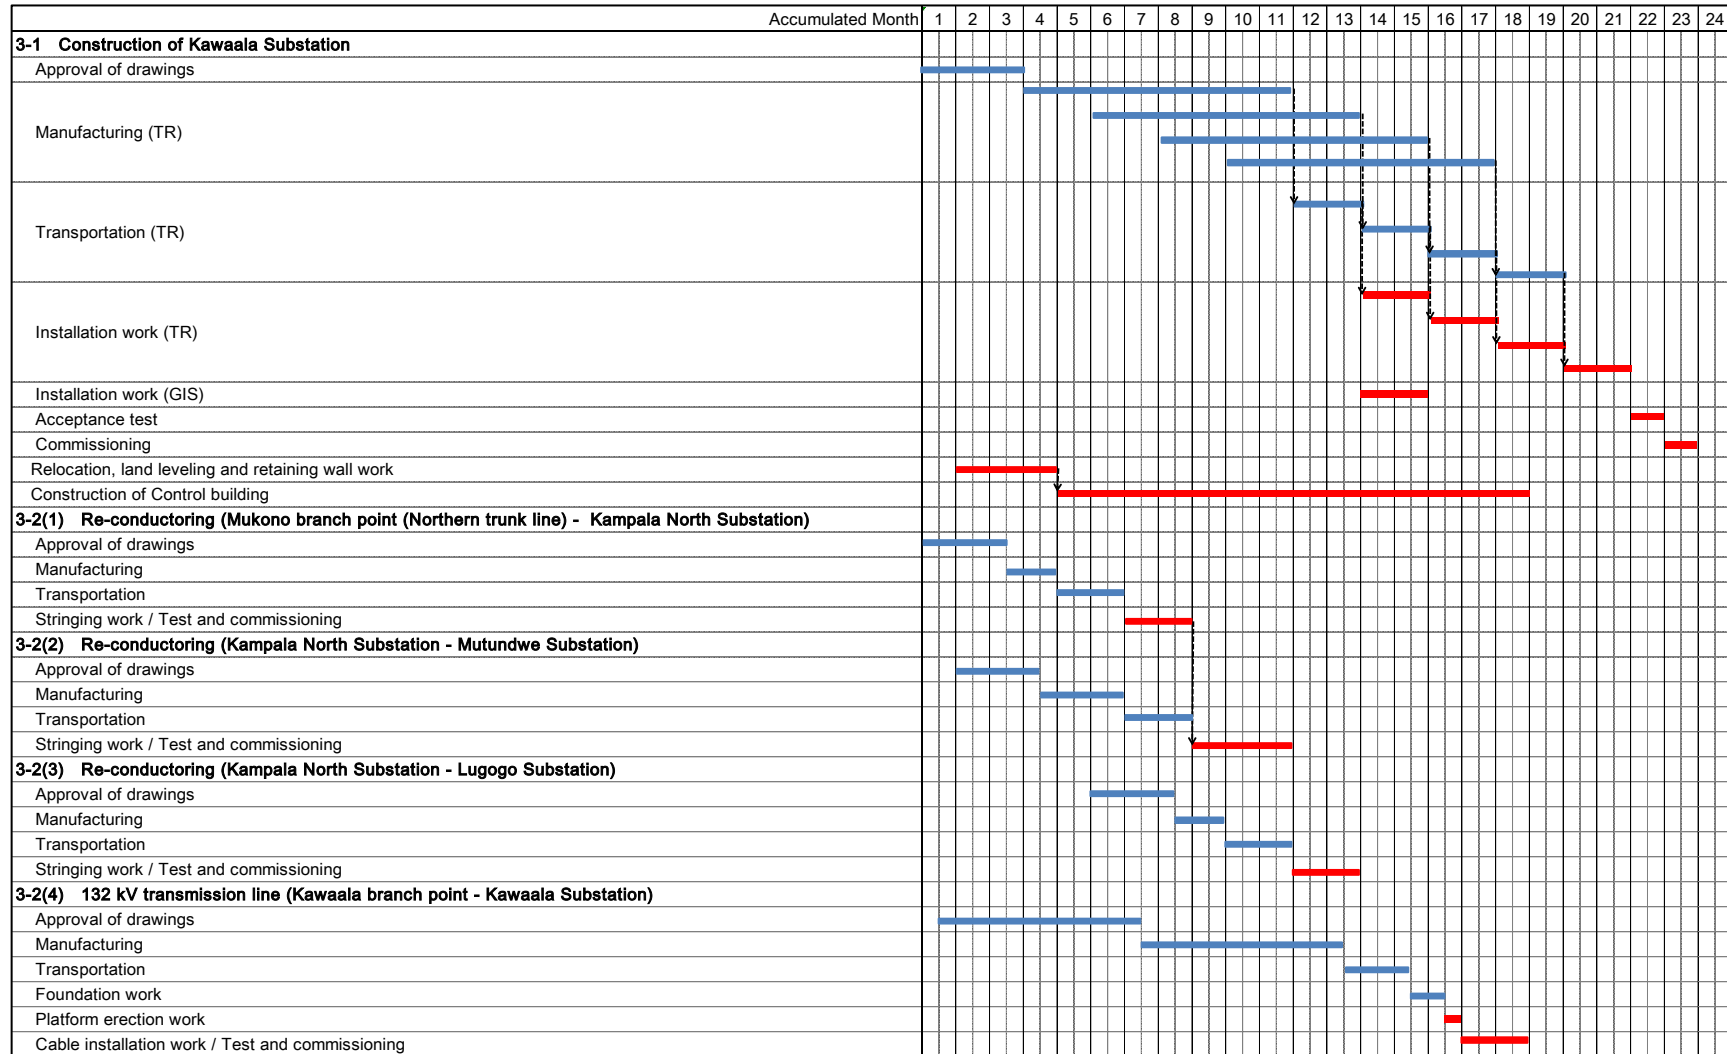 Accumulated Month 1 2 3 4 5 6 7 8 9 10 11 12 13 14 15 16 17 18 19 20 21 22 23 24
3-1 Construction of Kawaala Substation
Approval of drawings
Manufacturing (TR)
Transportation (TR)
Installation work (TR)
Installation work (GIS)
Acceptance test
Commissioning
Relocation, land leveling and retaining wall work
Construction of Control building
3-2(1) Re-conductoring (Mukono branch point (Northern trunk line) - Kampala North Substation)
Approval of drawings
Manufacturing
Transportation
Stringing work / Test and commissioning
3-2(2) Re-conductoring (Kampala North Substation - Mutundwe Substation)
Approval of drawings
Manufacturing
Transportation
Stringing work / Test and commissioning
3-2(3) Re-conductoring (Kampala North Substation - Lugogo Substation)
Approval of drawings
Manufacturing
Transportation
Stringing work / Test and commissioning
3-2(4) 132 kV transmission line (Kawaala branch point - Kawaala Substation)
Approval of drawings
Manufacturing
Transportation
Foundation work
Platform erection work
Cable installation work / Test and commissioning